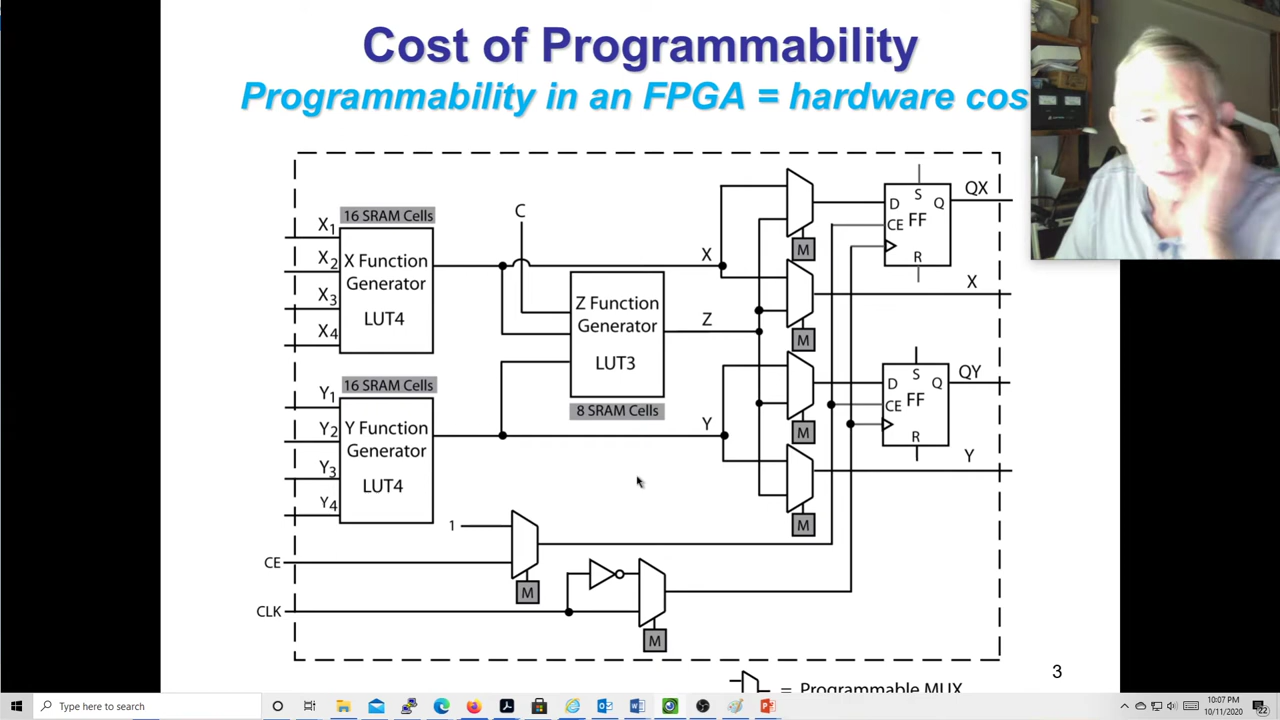 Cost of Programmability
Programmability in an FPGA = hardware cos
16 SRAM Cells
X1
X2
X3
X4
X Function
Generator
LUT4
C
Z Function
Generator
LUT3
8 SRAM Cells
16 SRAM Cells
Y1
Y2
Y3
Y4
Y Function
Generator
LUT4
X
Z
Y
M
M
M
M
D
S
Q
CE
FF
R
QX
X
D
S
Q
CE
FF
R
QY
Y
1
CE
M
CLK
M
3
= Programmable MUX
Type here to search
10:07 PM
10/11/2020
22